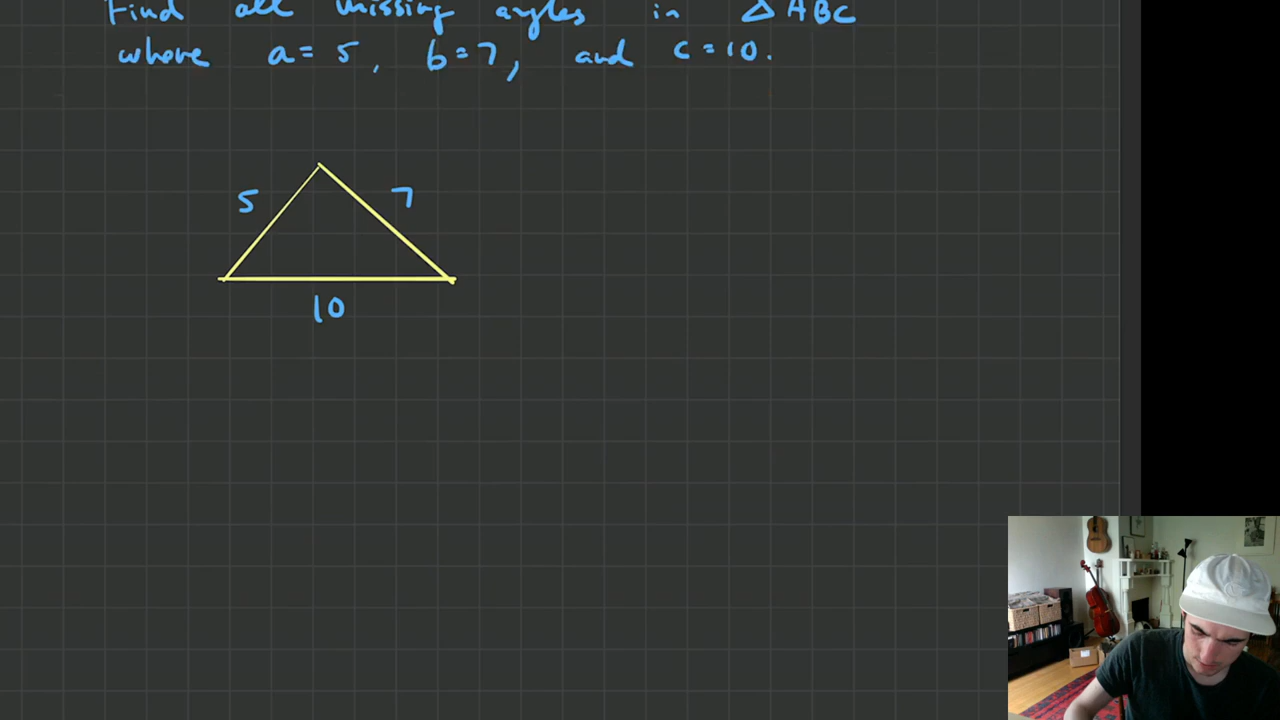 Find all missing angles in △ABC
where a=5, b=7, and c=10.
5 7
10